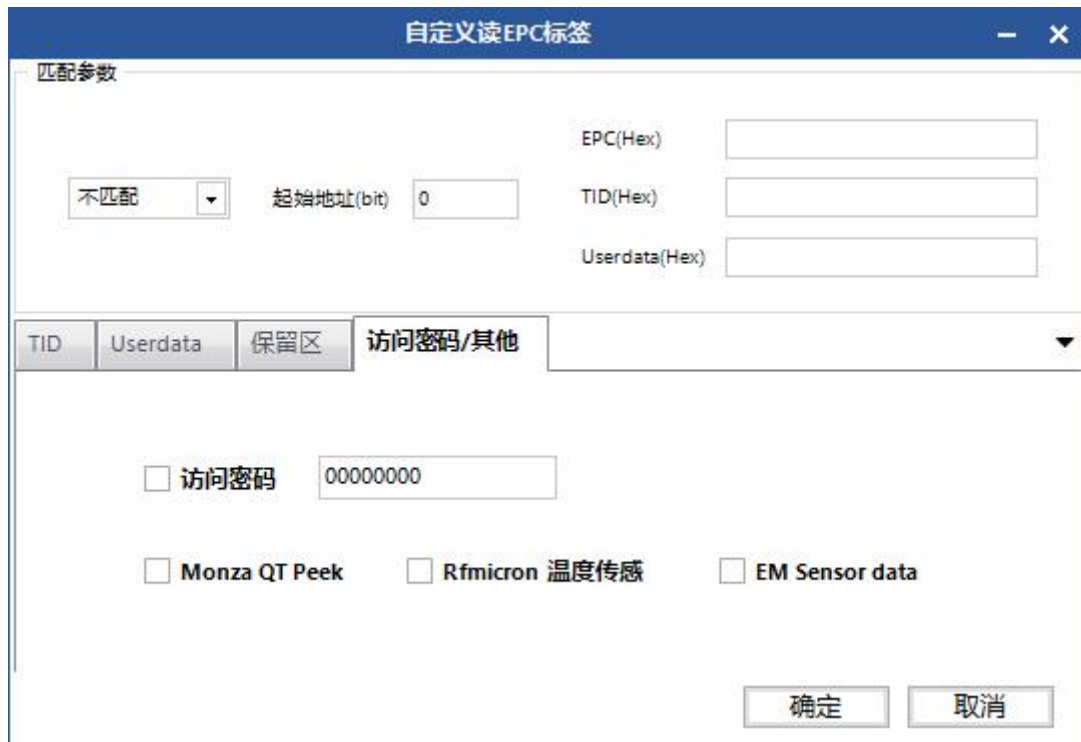 自定义读EPC标签
匹配参数
EPC(Hex)
不匹配 起始地址(bit) 0 TID(Hex)
Userdata(Hex)
TID Userdata 保留区 访问密码/其他
访问密码 00000000
Monza QT Peek Rfmicron 温度传感 EM Sensor data
确定 取消